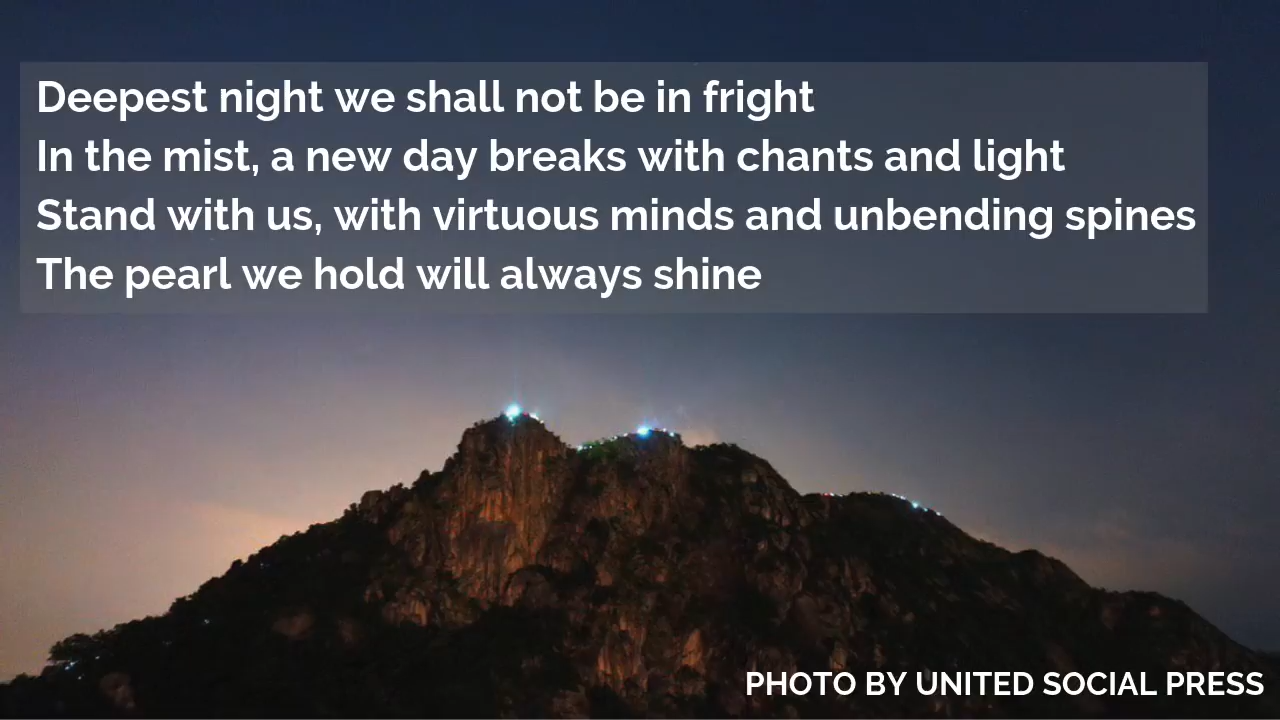 Deepest night we shall not be in fright
In the mist, a new day breaks with chants and light
Stand with us, with virtuous minds and unbending spines
The pearl we hold will always shine
PHOTO BY UNITED SOCIAL PRESS